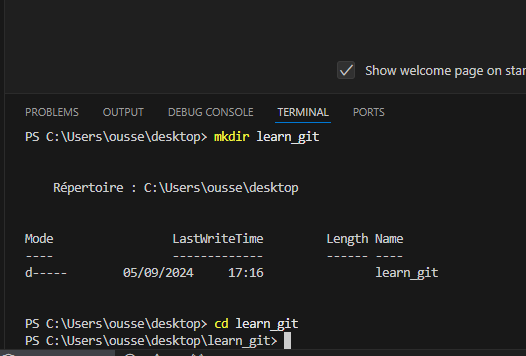 Show welcome page on star
PROBLEMS OUTPUT DEBUG CONSOLE TERMINAL PORTS
PS C:\Users\ousse\desktop> mkdir learn_git
Répertoire : C:\Users\ousse\desktop
Mode LastWriteTime Length Name
---- ------------- ------ ----
d----- 05/09/2024 17:16 learn_git
PS C:\Users\ousse\desktop> cd learn_git
PS C:\Users\ousse\desktop\learn_git>